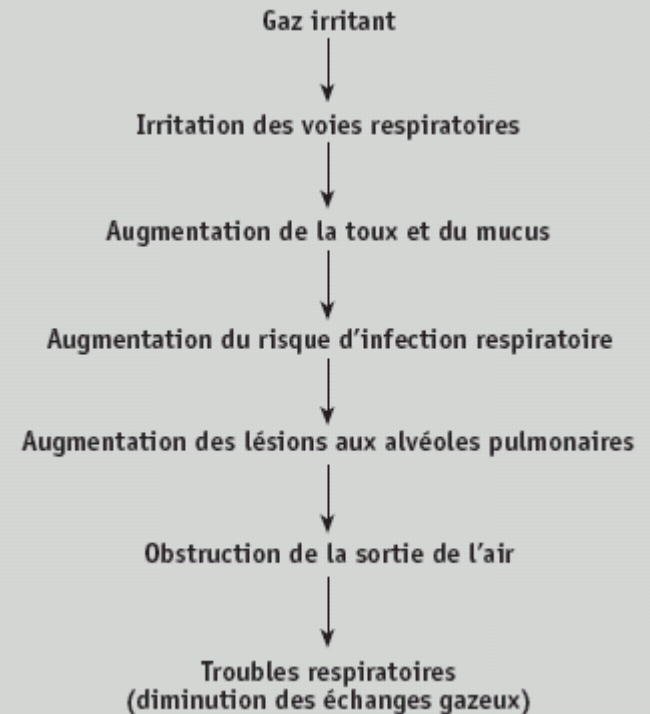 Gaz irritant
Irritation des voies respiratoires
Augmentation de la toux et du mucus
Augmentation du risque d'infection respiratoire
Augmentation des lésions aux alvéoles pulmonaires
Obstruction de la sortie de l'air
Troubles respiratoires
(diminution des échanges gazeux)